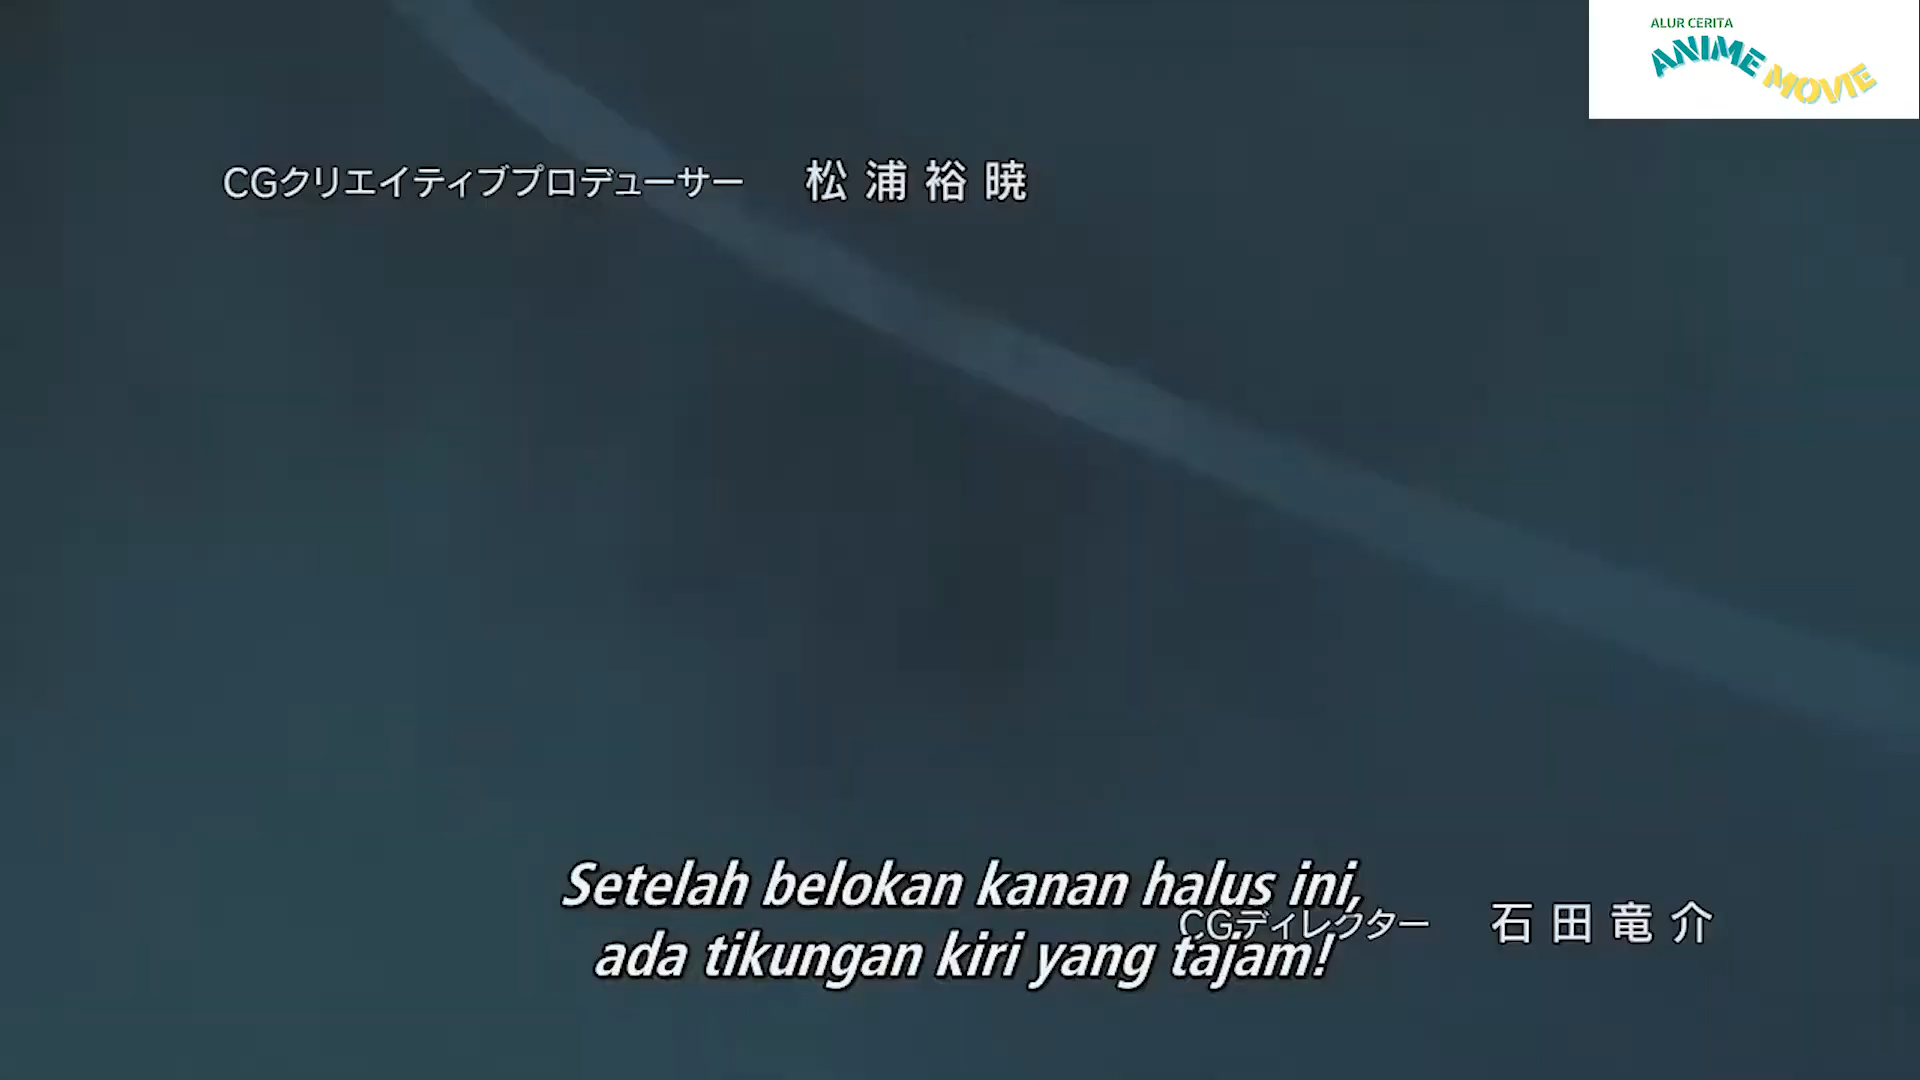 ALUR CERITA
ANIME MOVIE
CGクリエイティブプロデューサー 松浦裕暁
Setelah belokan kanan halus ini,
CGディレクター 石田竜介
ada tikungan kiri yang tajam!